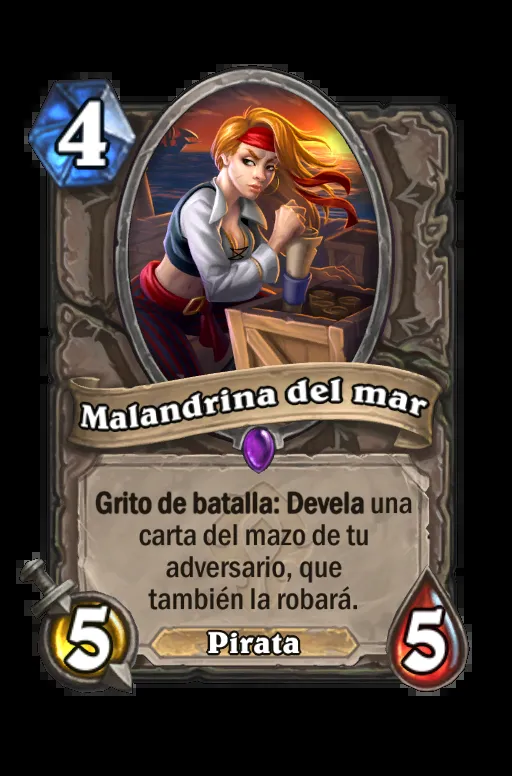 4
Malandrina del mar
Grito de batalla: Devela una
carta del mazo de tu
adversario, que
también la robará.
5
Pirata
5